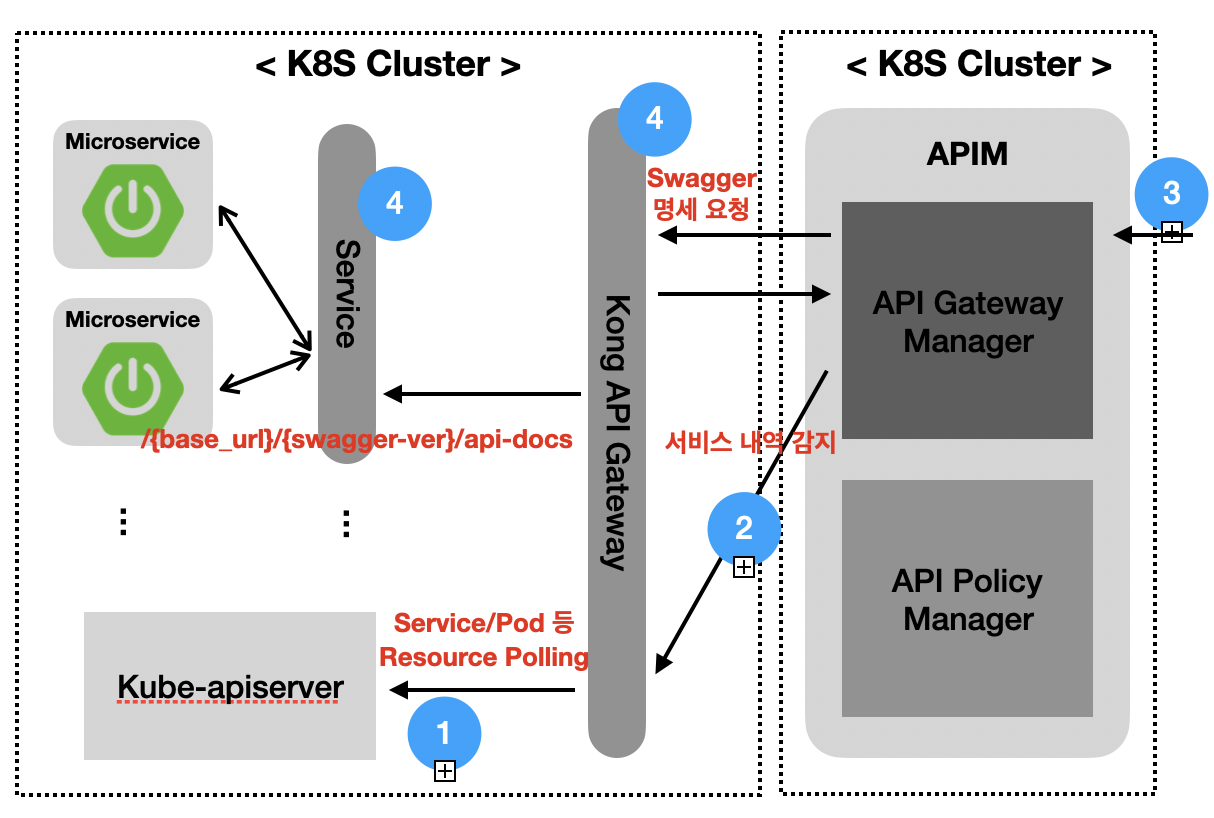 < K8S Cluster >
Microservice
Microservice
Service
4
/{base_url}/{swagger-ver}/api-docs
⋮
⋮
Kube-apiserver
Service/Pod 등
Resource Polling
1
Kong API Gateway
4
Swagger
명세 요청
서비스 내역 감지
2
< K8S Cluster >
APIM
3
API Gateway
Manager
API Policy
Manager